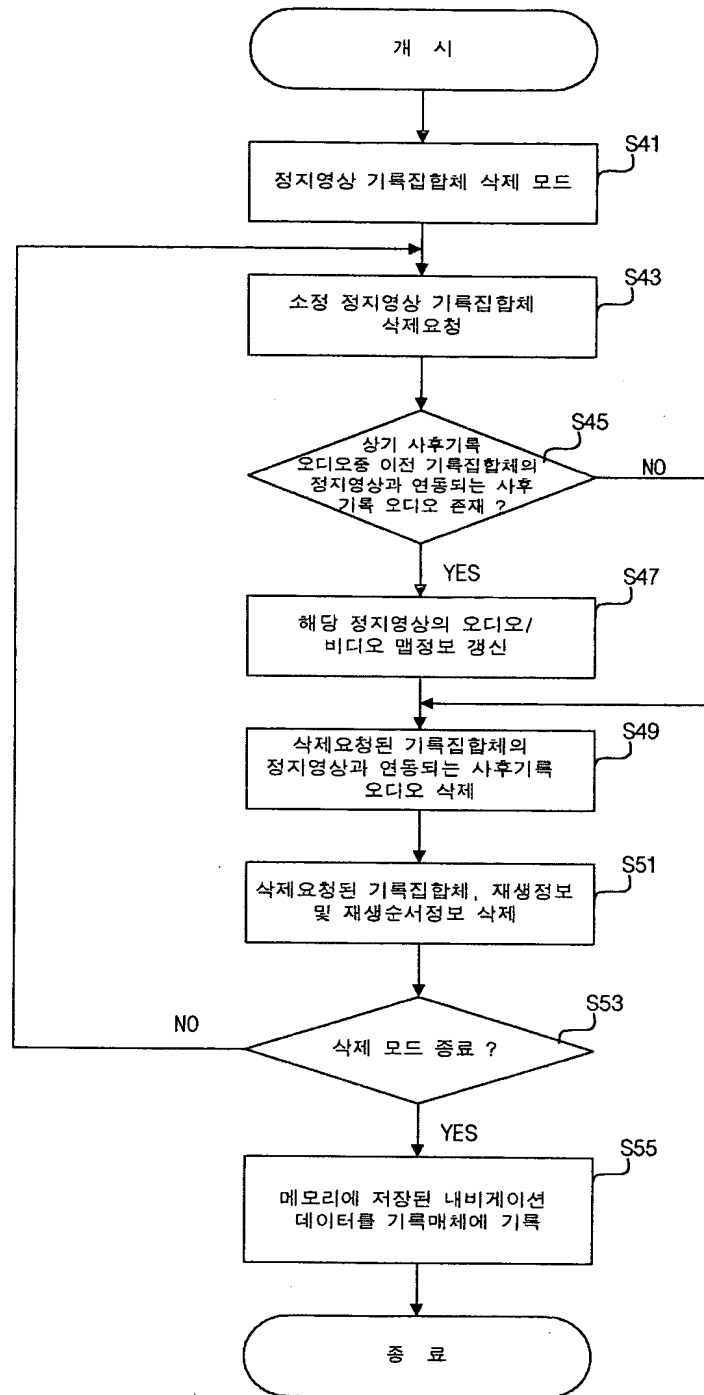 개 시
S41
정지영상 기록집합체 삭제 모드
S43
소정 정지영상 기록집합체
삭제요청
S45
상기 사후기록
오디오중 이전 기록집합체의
정지영상과 연동되는 사후
기록 오디오 존재 ?
NO
YES
S47
해당 정지영상의 오디오/
비디오 맵정보 갱신
S49
삭제요청된 기록집합체의
정지영상과 연동되는 사후기록
오디오 삭제
S51
삭제요청된 기록집합체, 재생정보
및 재생순서정보 삭제
S53
NO
삭제 모드 종료 ?
YES
S55
메모리에 저장된 내비게이션
데이터를 기록매체에 기록
종 료